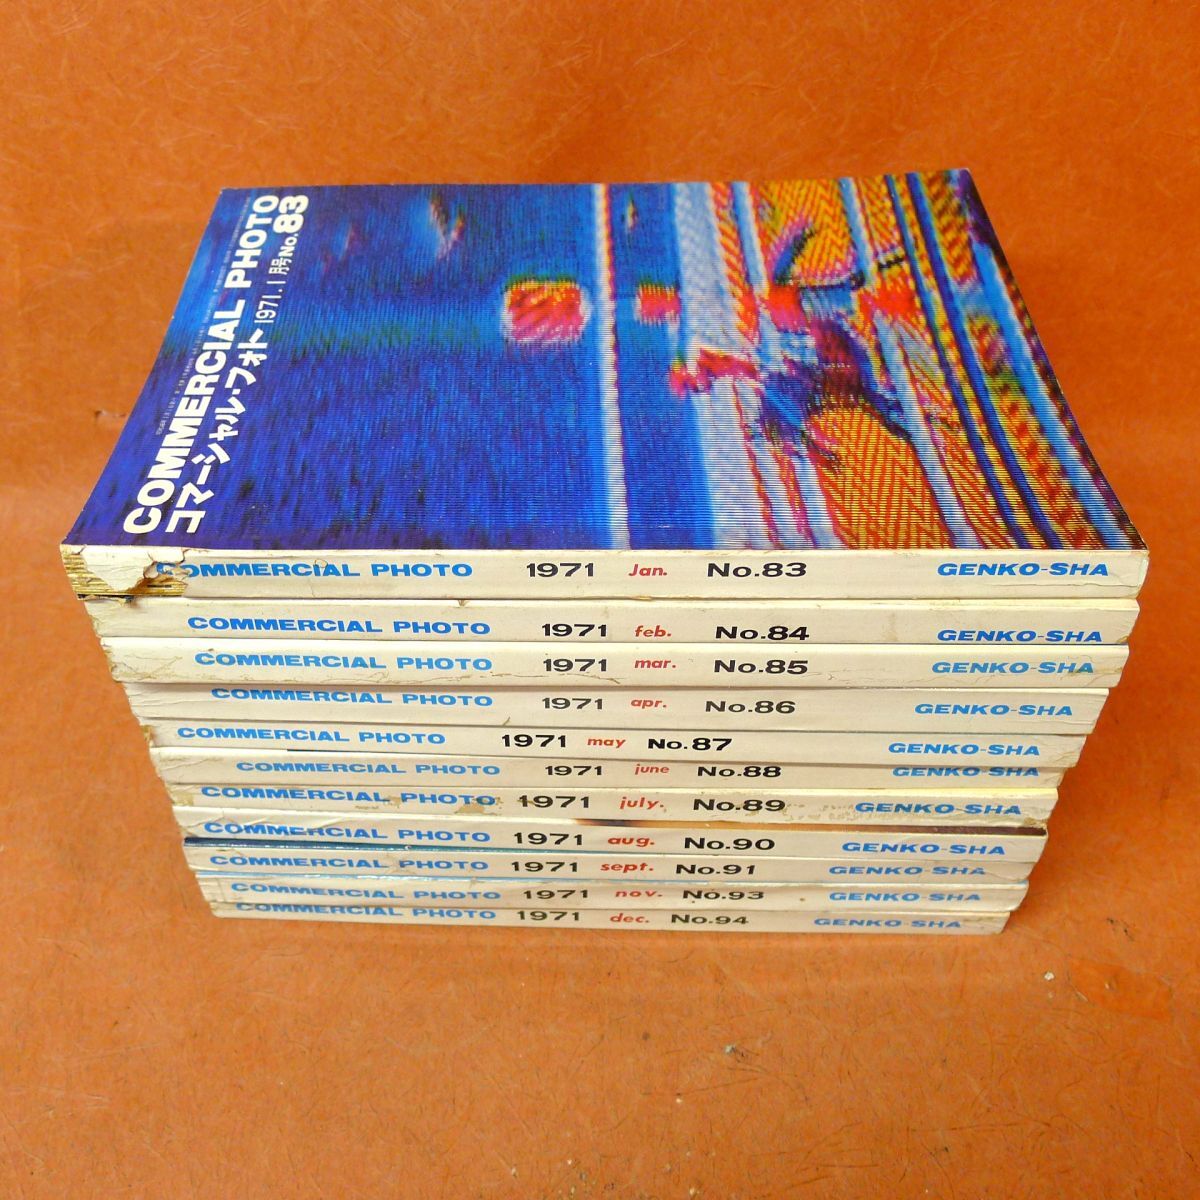 COMMERCIAL PHOTO
コマーシャル・フォト 1971.1月号 No.83
COMMERCIAL PHOTO 1971 Jan. No.83 GENKO-SHA
COMMERCIAL PHOTO 1971 feb. No.84 GENKO-SHA
COMMERCIAL PHOTO 1971 mar. No.85 GENKO-SHA
COMMERCIAL PHOTO 1971 apr. No.86 GENKO-SHA
COMMERCIAL PHOTO 1971 may No.87 GENKO-SHA
COMMERCIAL PHOTO 1971 june No.88 GENKO-SHA
COMMERCIAL PHOTO 1971 july. No.89 GENKO-SHA
COMMERCIAL PHOTO 1971 aug. No.90 GENKO-SHA
COMMERCIAL PHOTO 1971 sept. No.91 GENKO-SHA
COMMERCIAL PHOTO 1971 nov. No.93 GENKO-SHA
COMMERCIAL PHOTO 1971 dec. No.94 GENKO-SHA